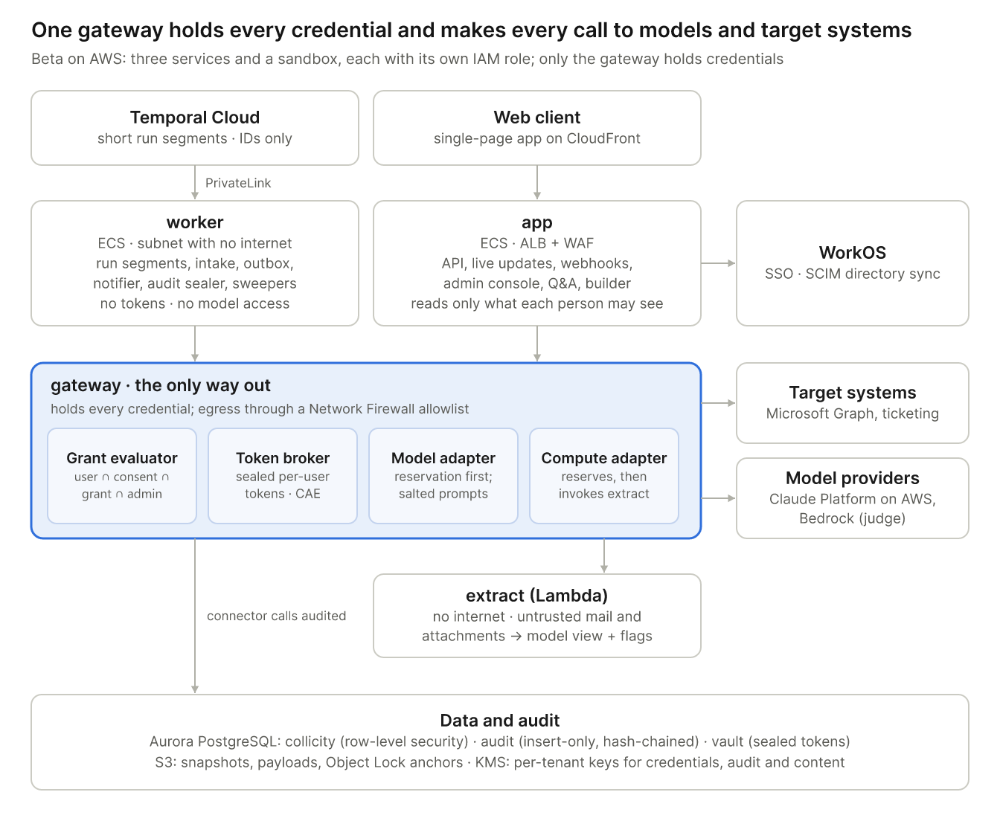 One gateway holds every credential and makes every call to models and target systems
Beta on AWS: three services and a sandbox, each with its own IAM role; only the gateway holds credentials
Temporal Cloud
short run segments · IDs only
Web client
single-page app on CloudFront
PrivateLink
worker
ECS · subnet with no internet
run segments, intake, outbox,
notifier, audit sealer, sweepers
no tokens · no model access
app
ECS · ALB + WAF
API, live updates, webhooks,
admin console, Q&A, builder
reads only what each person may see
WorkOS
SSO · SCIM directory sync
gateway · the only way out
holds every credential; egress through a Network Firewall allowlist
Grant evaluator
user ∩ consent ∩
grant ∩ admin
Token broker
sealed per-user
tokens · CAE
Model adapter
reservation first;
salted prompts
Compute adapter
reserves, then
invokes extract
Target systems
Microsoft Graph, ticketing
Model providers
Claude Platform on AWS,
Bedrock (judge)
connector calls audited
extract (Lambda)
no internet · untrusted mail and
attachments → model view + flags
Data and audit
Aurora PostgreSQL: collicity (row-level security) · audit (insert-only, hash-chained) · vault (sealed tokens)
S3: snapshots, payloads, Object Lock anchors · KMS: per-tenant keys for credentials, audit and content